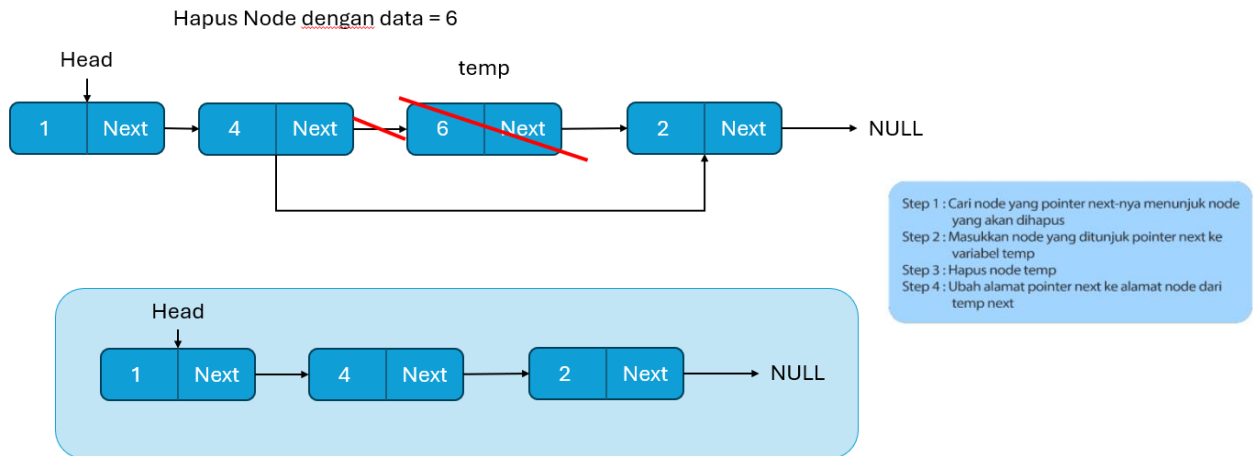 Hapus Node dengan data = 6
Head
temp
1 Next
4 Next
6 Next
2 Next
NULL
Step 1 : Cari node yang pointer next-nya menunjuk node
yang akan dihapus
Step 2 : Masukkan node yang ditunjuk pointer next ke
variabel temp
Step 3 : Hapus node temp
Step 4 : Ubah alamat pointer next ke alamat node dari
temp next
Head
1 Next
4 Next
2 Next
NULL